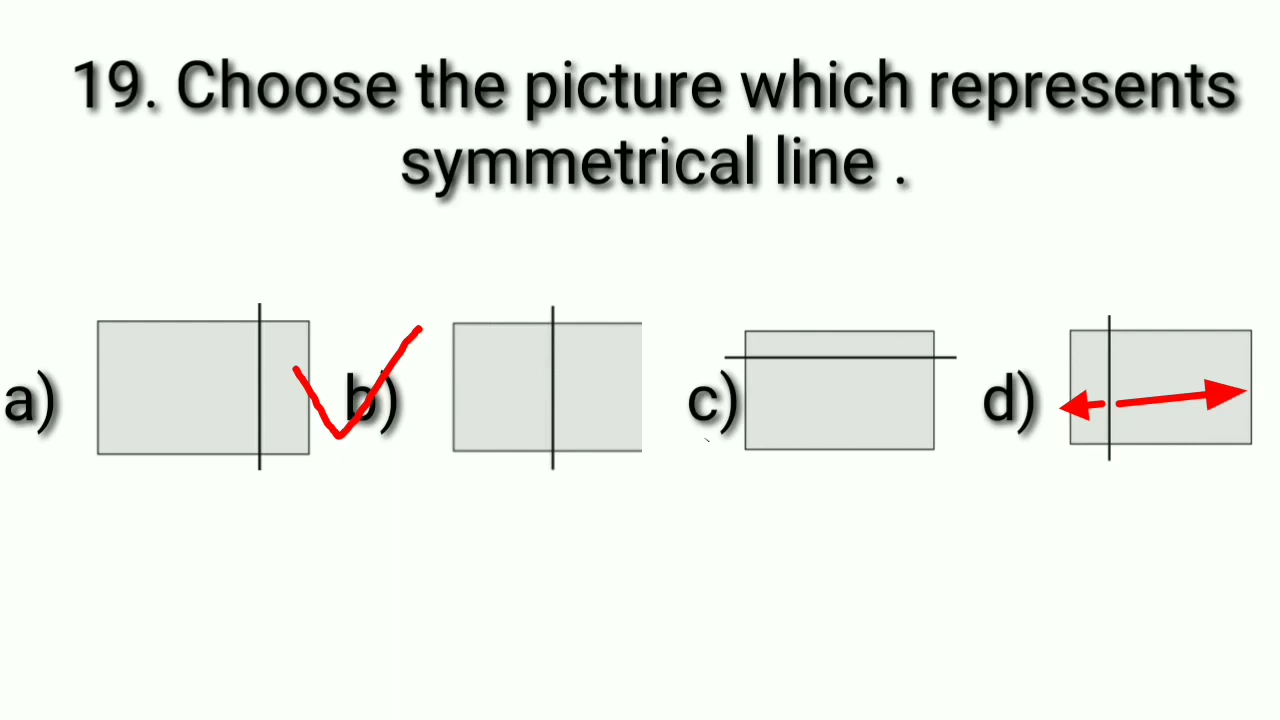 19. Choose the picture which represents
symmetrical line .
a) b) c) d)